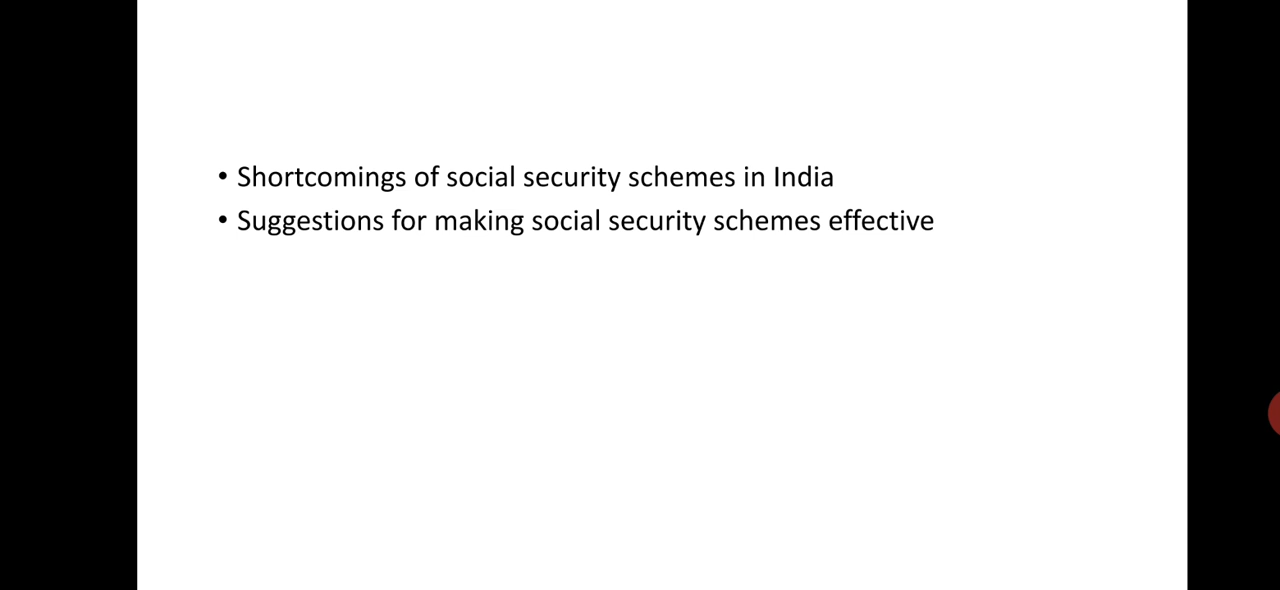 • Shortcomings of social security schemes in India
• Suggestions for making social security schemes effective